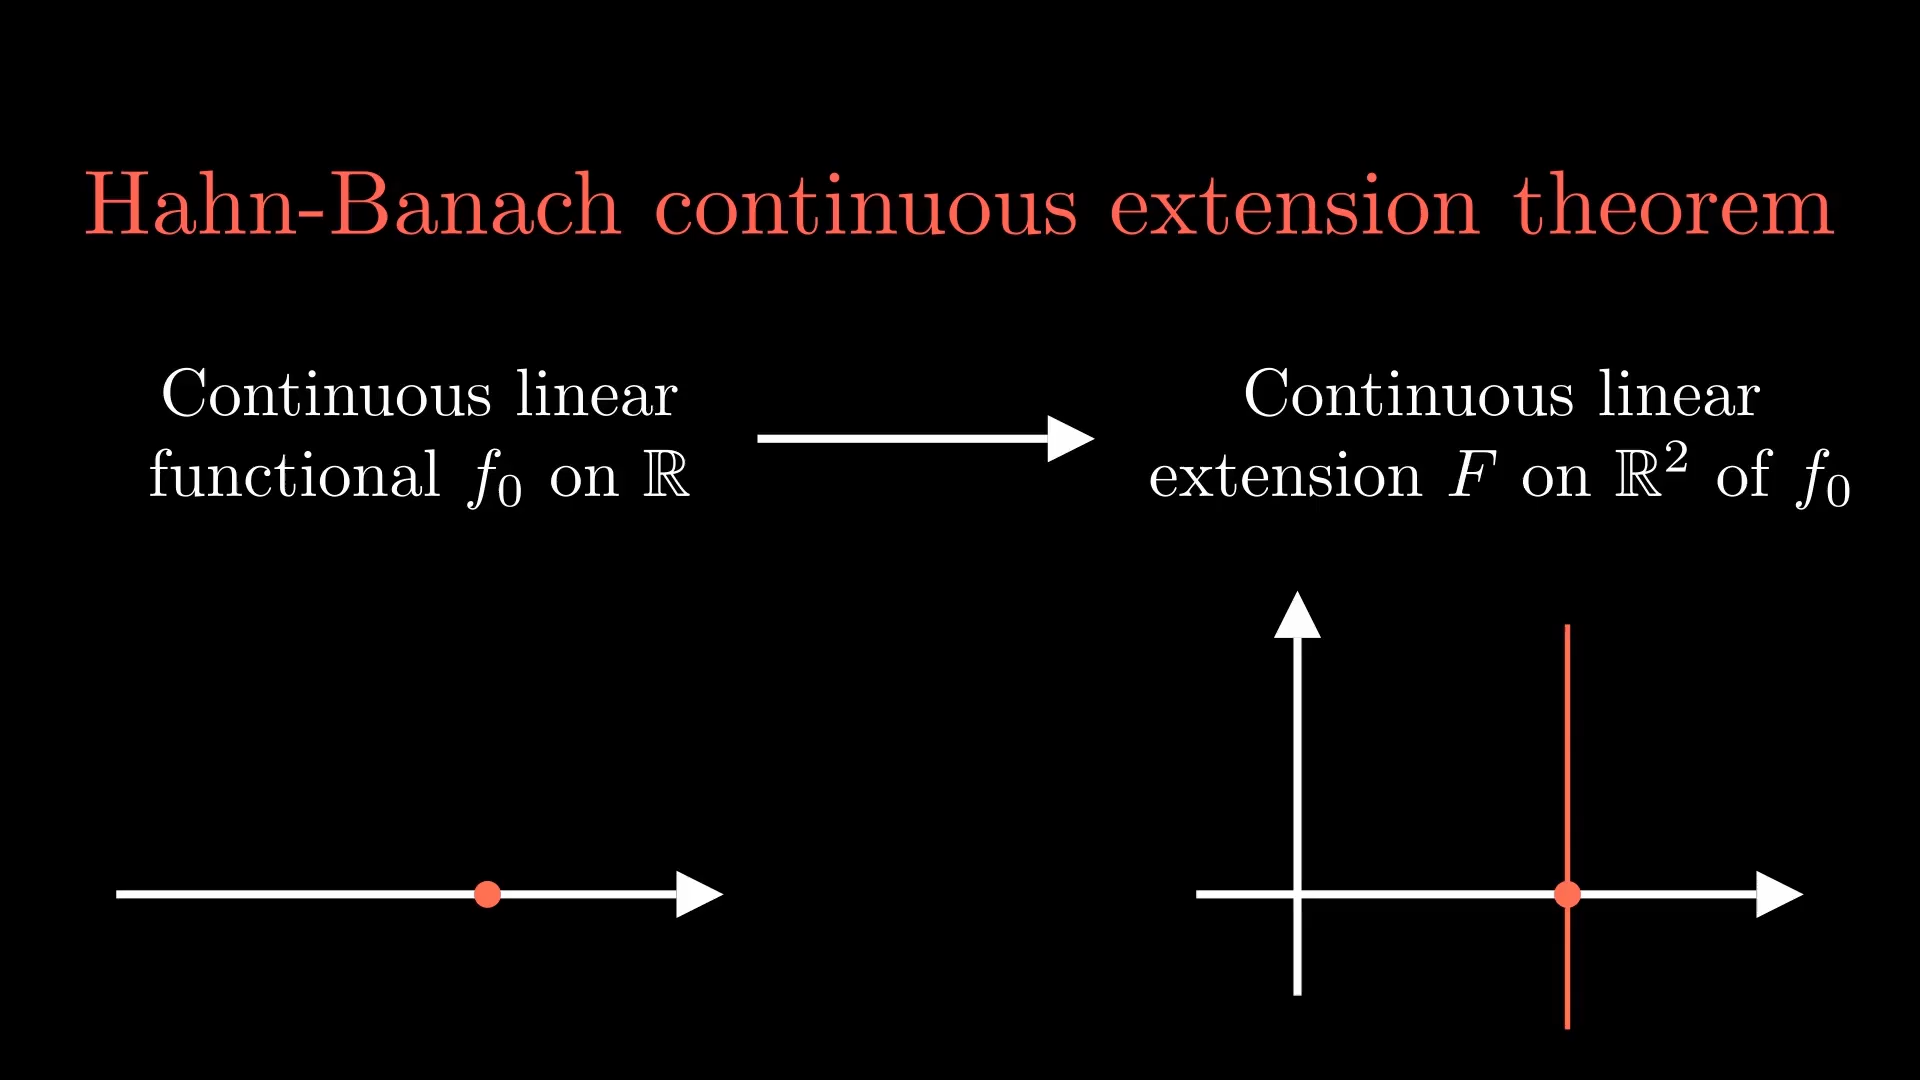 Hahn-Banach continuous extension theorem
Continuous linear
functional f₀ on ℝ
Continuous linear
extension F on ℝ² of f₀